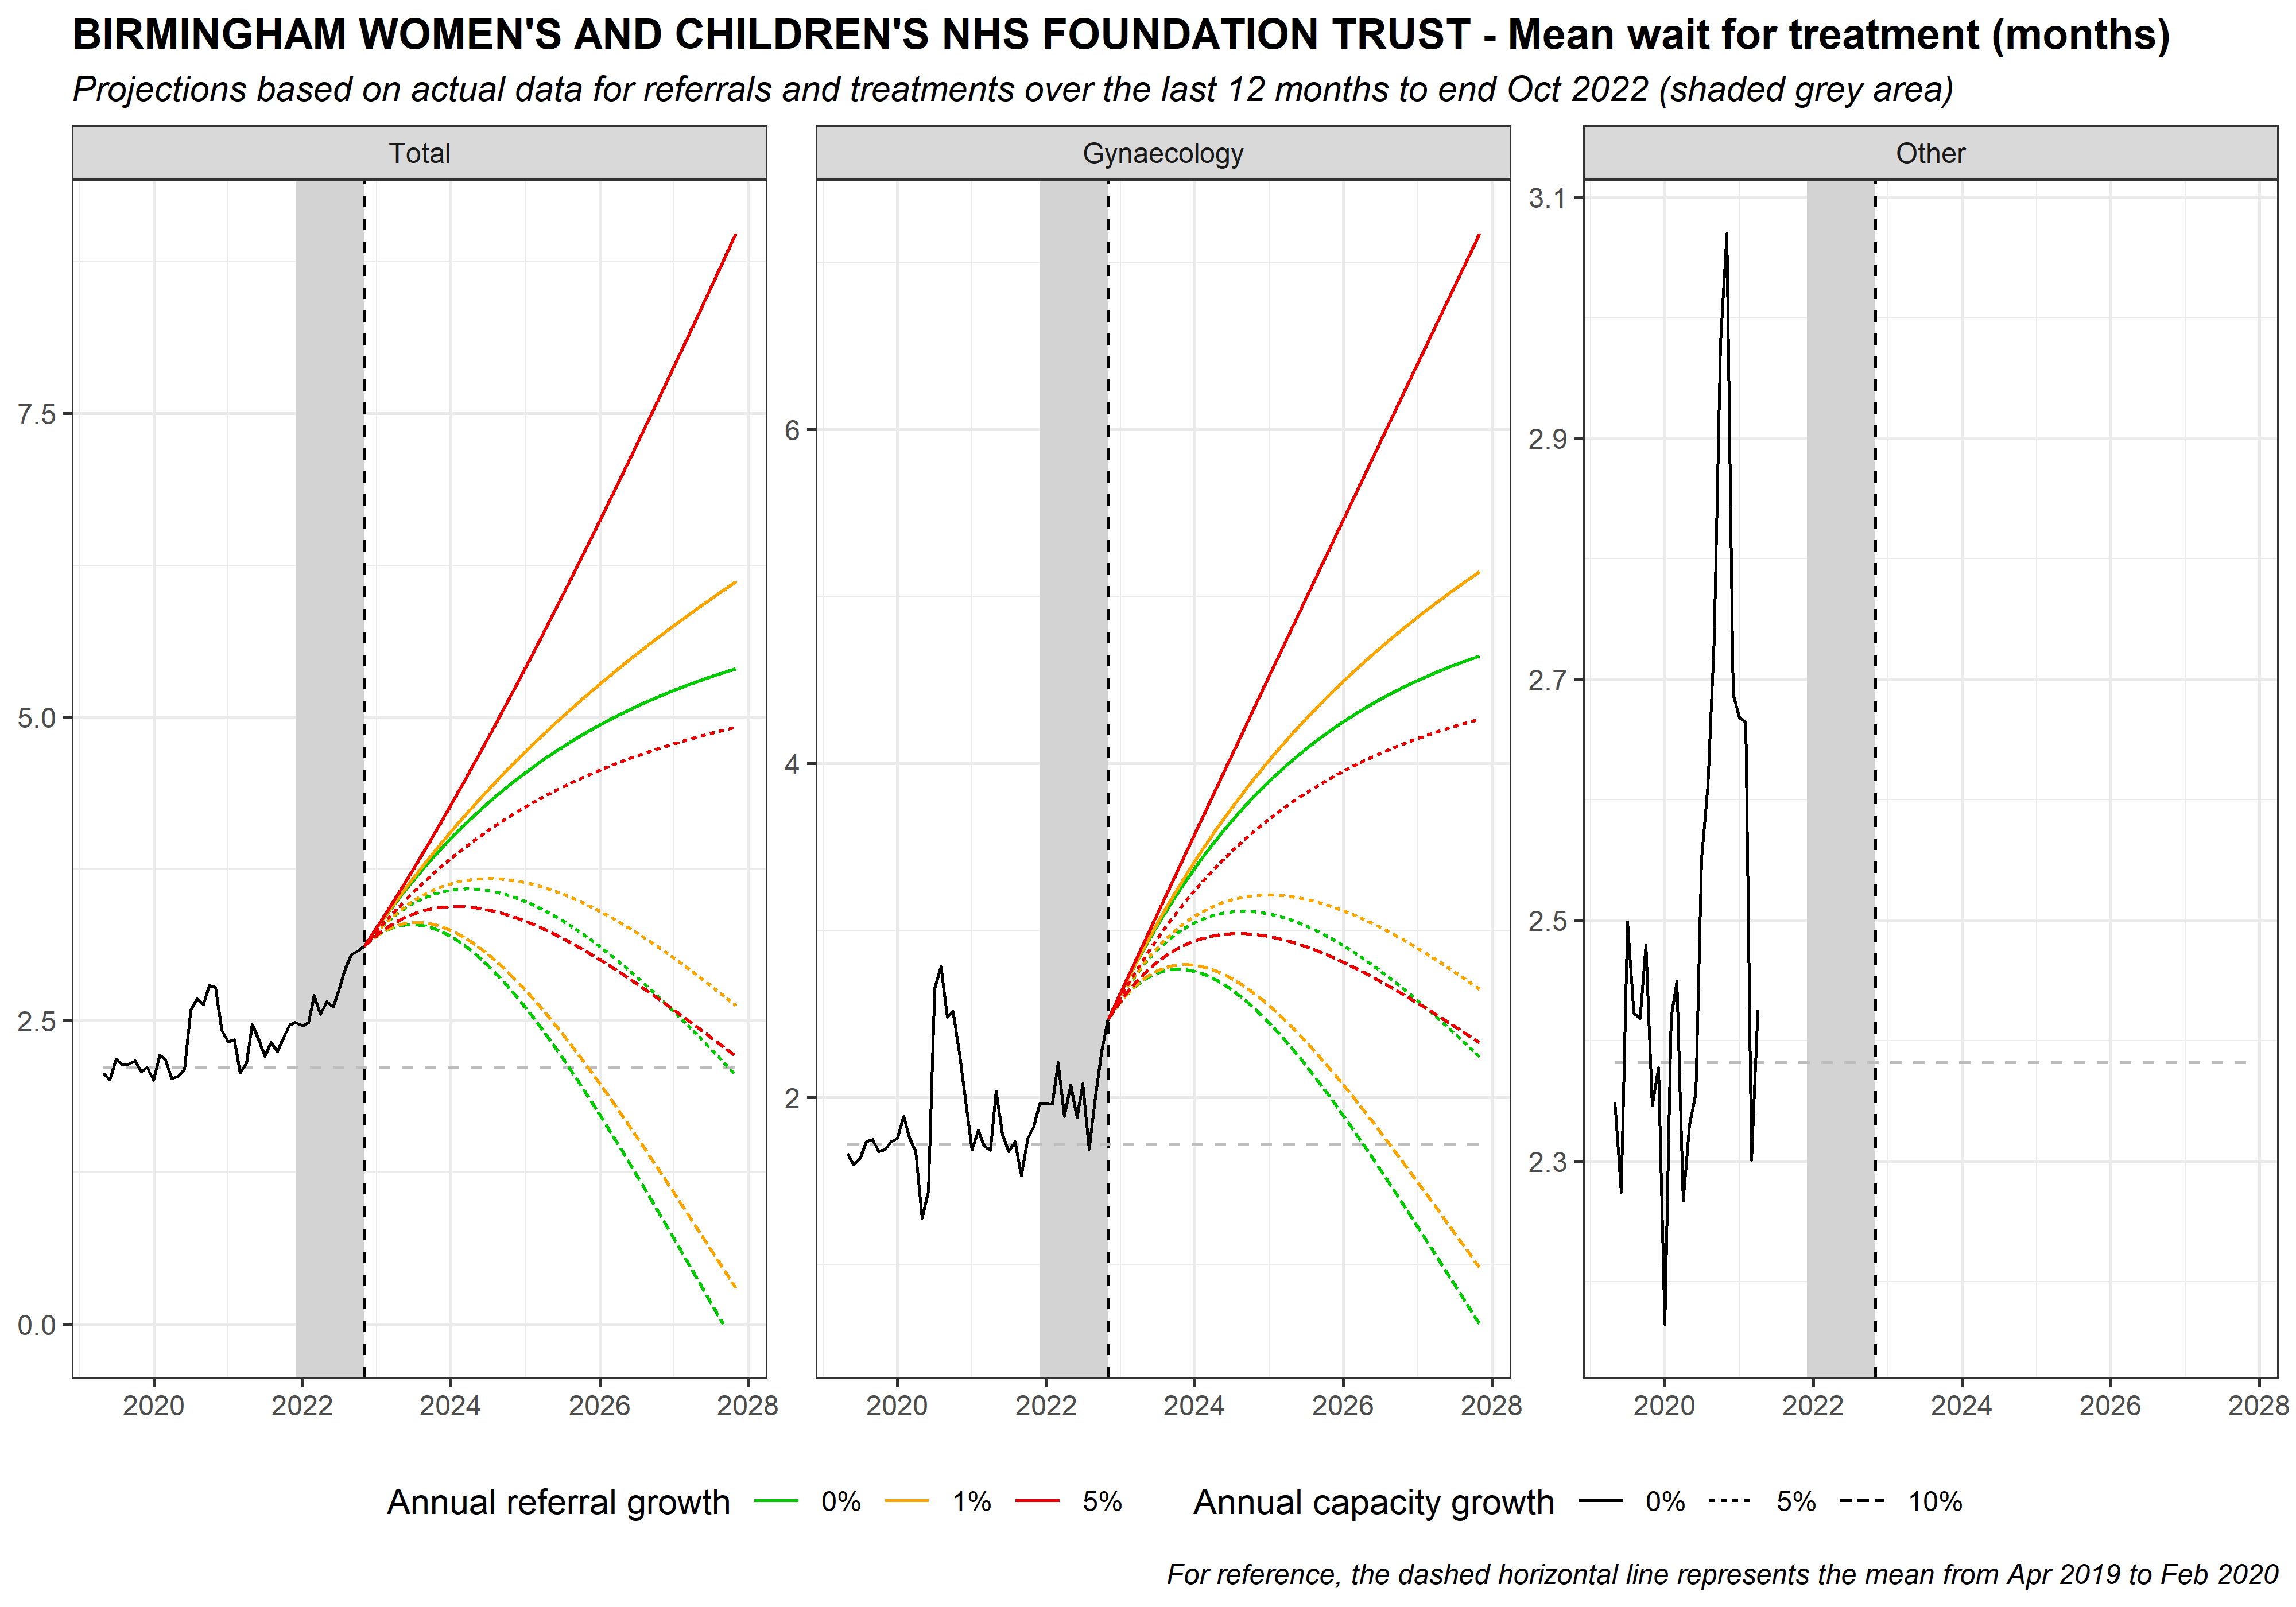 BIRMINGHAM WOMEN'S AND CHILDREN'S NHS FOUNDATION TRUST - Mean wait for treatment (months)
Projections based on actual data for referrals and treatments over the last 12 months to end Oct 2022 (shaded grey area)
Total
7.5
5.0
2.5
0.0
2020 2022 2024 2026 2028
Gynaecology
6
4
2
2020 2022 2024 2026 2028
Other
3.1
2.9
2.7
2.5
2.3
2020 2022 2024 2026 2028
Annual referral growth 0% 1% 5% Annual capacity growth 0% 5% 10%
For reference, the dashed horizontal line represents the mean from Apr 2019 to Feb 2020